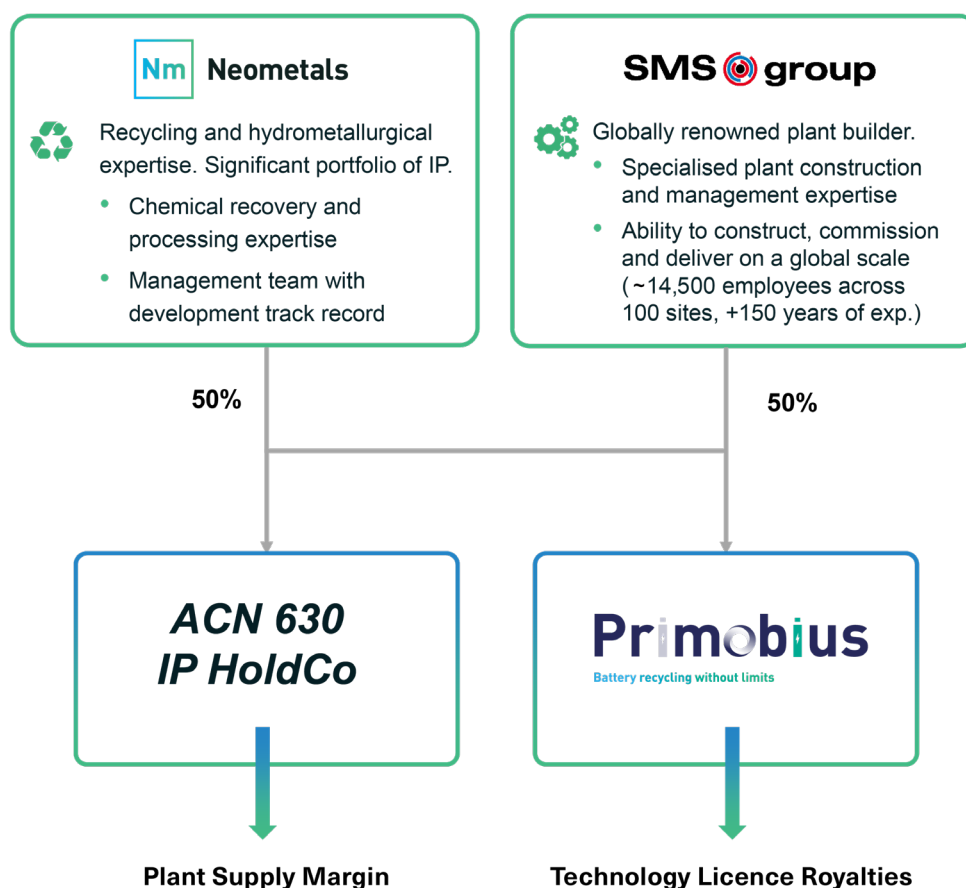 Nm Neometals
Recycling and hydrometallurgical
expertise. Significant portfolio of IP.
• Chemical recovery and
processing expertise
• Management team with
development track record
SMS group
Globally renowned plant builder.
• Specialised plant construction
and management expertise
• Ability to construct, commission
and deliver on a global scale
(~14,500 employees across
100 sites, +150 years of exp.)
50%
50%
ACN 630
IP HoldCo
Primobius
Battery recycling without limits
Plant Supply Margin
Technology Licence Royalties